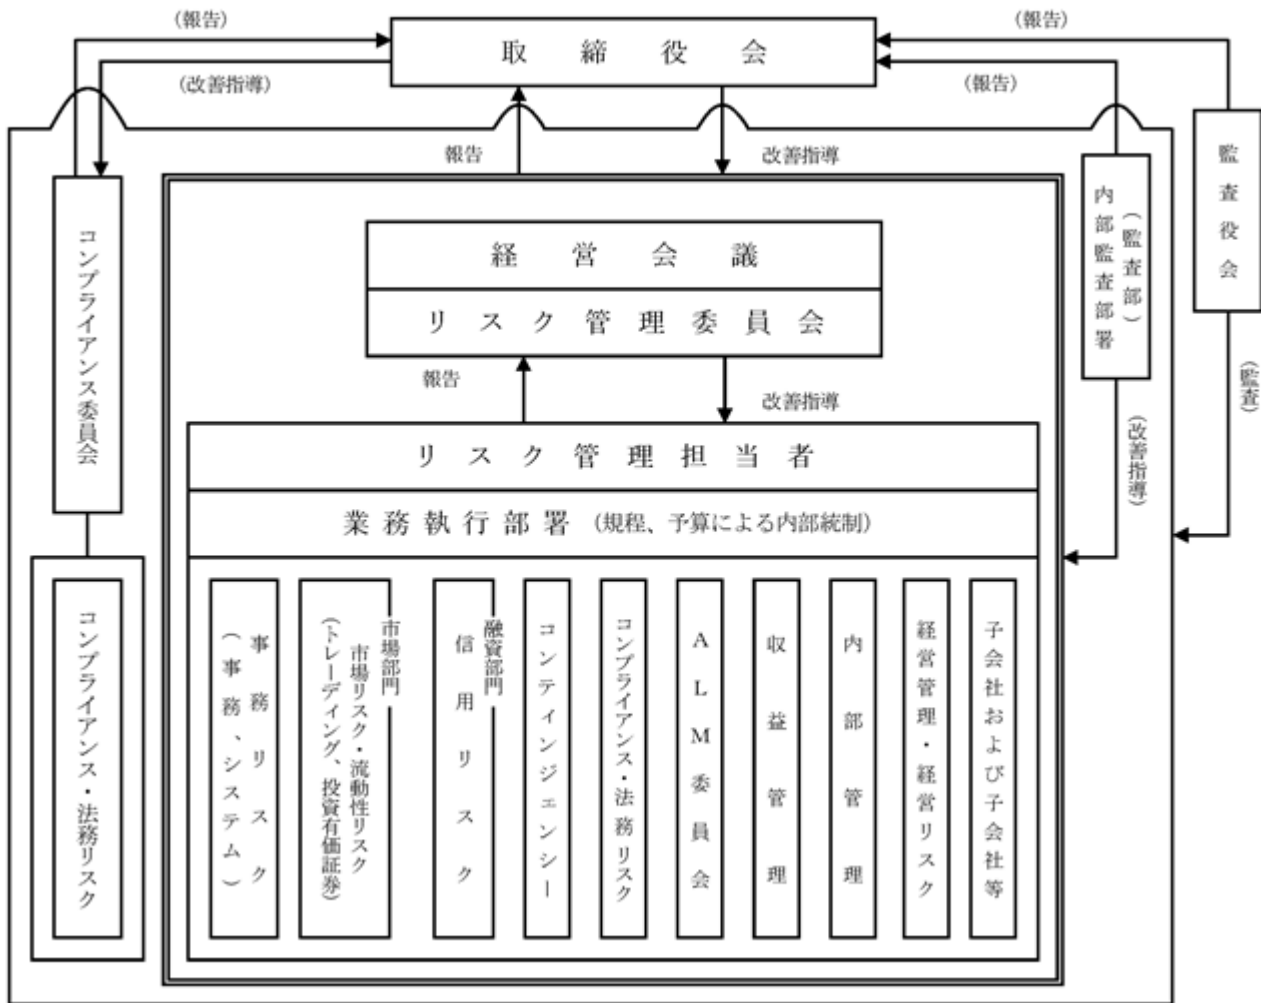 (報告)
(報告)
取締役会
(改善指導)
(報告)
報告
改善指導
監査役会
内部監査部署
(監査部)
コンプライアンス委員会
経営会議
リスク管理委員会
報告
改善指導
(監査)
(改善指導)
リスク管理担当者
業務執行部署 (規程、予算による内部統制)
コンプライアンス・法務リスク
事務リスク
(事務、システム)
市場部門
市場リスク・流動性リスク
(トレーディング、投資有価証券)
融資部門
信用リスク
コンティンジェンシー
コンプライアンス・法務リスク
ALM委員会
収益管理
内部管理
経営管理・経営リスク
子会社および子会社等